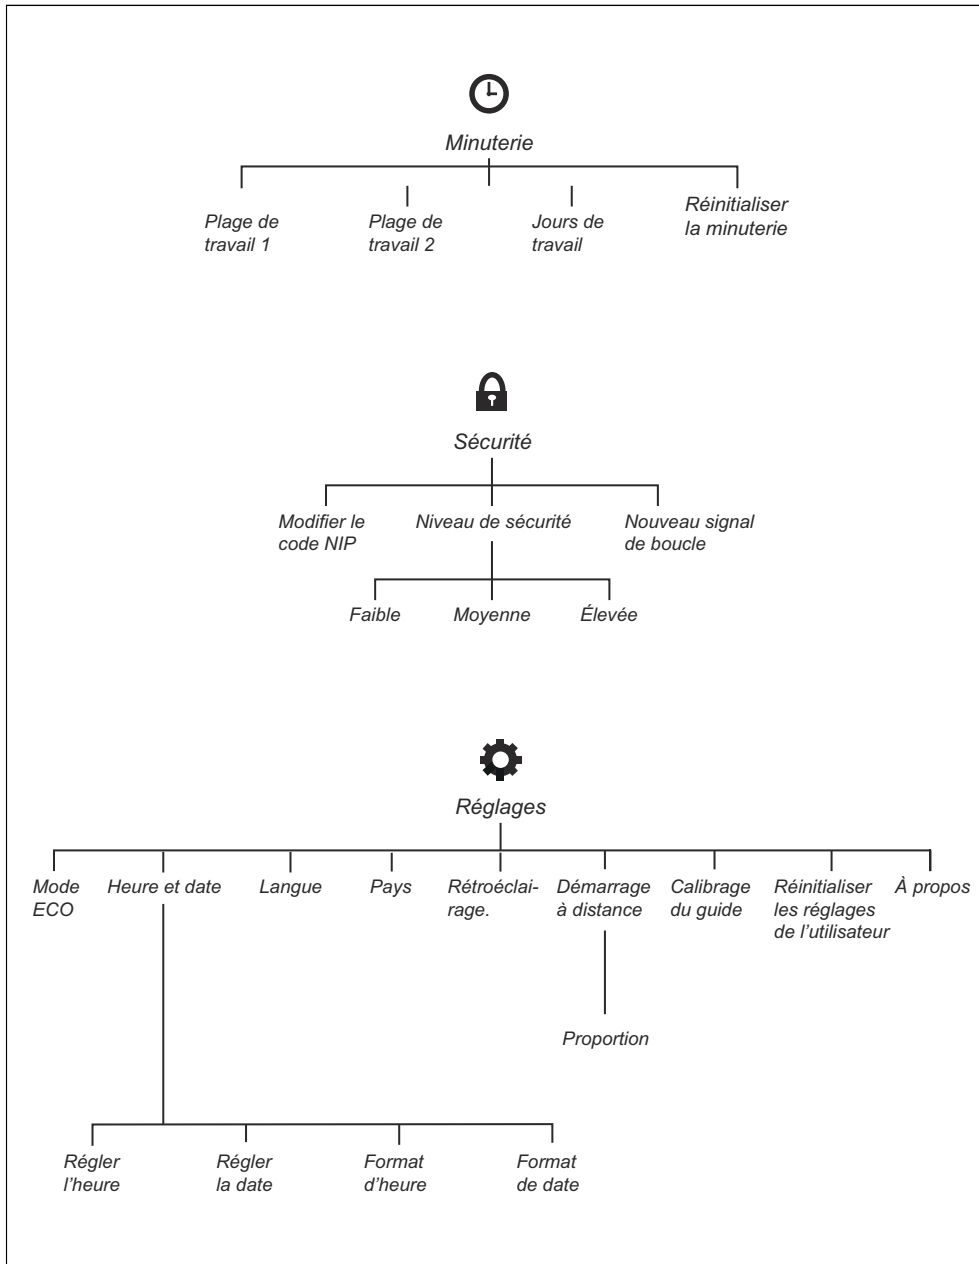 Minuterie
Plage de
travail 1
Plage de
travail 2
Jours de
travail
Réinitialiser
la minuterie
Sécurité
Modifier le
code NIP
Niveau de sécurité
Nouveau signal
de boucle
Faible
Moyenne
Élevée
Réglages
Mode
ECO
Heure et date
Langue
Pays
Rétroéclai-
rage.
Démarrage
à distance
Calibrage
du guide
Réinitialiser
les réglages
de l'utilisateur
À propos
Proportion
Régler
l'heure
Régler
la date
Format
d'heure
Format
de date